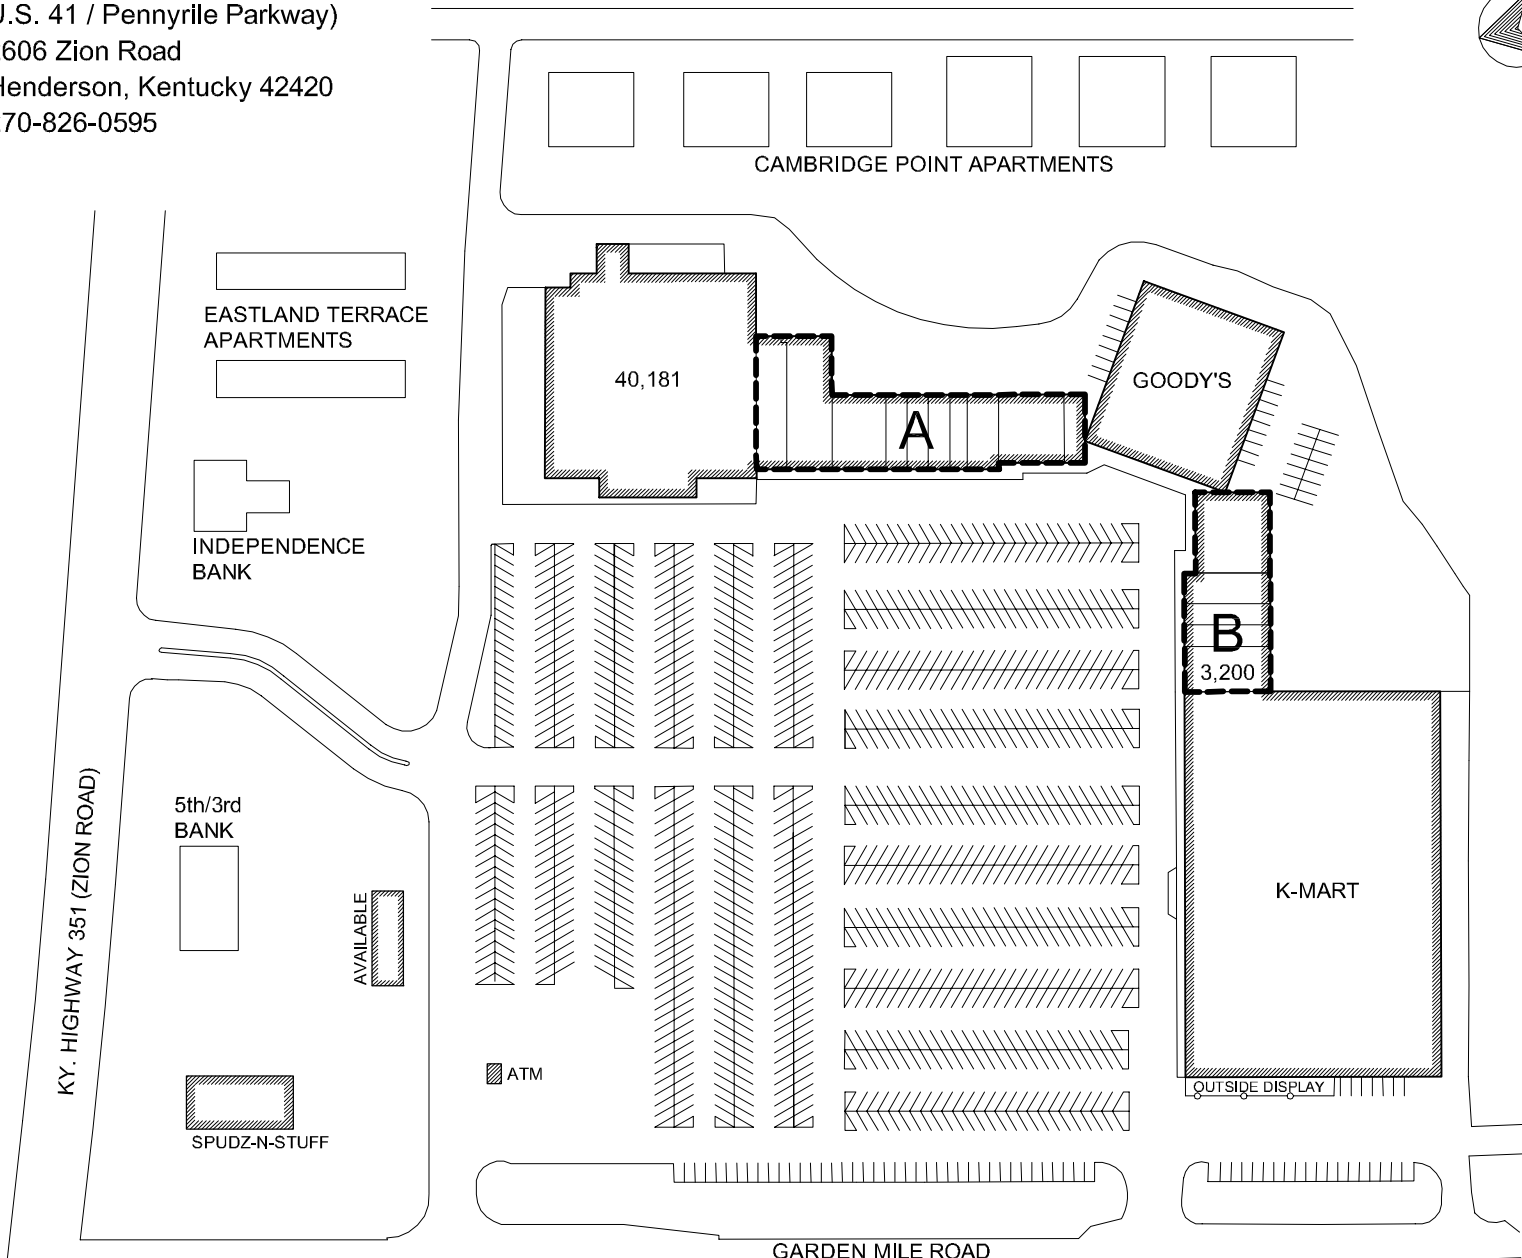 U.S. 41 / Pennyrile Parkway)
606 Zion Road
Henderson, Kentucky 42420
70-826-0595
CAMBRIDGE POINT APARTMENTS
EASTLAND TERRACE
APARTMENTS
40,181
GOODY'S
A
INDEPENDENCE
BANK
B
3,200
KY. HIGHWAY 351 (ZION ROAD)
5th/3rd
BANK
AVAILABLE
K-MART
ATM
OUTSIDE DISPLAY
SPUDZ-N-STUFF
GARDEN MILE ROAD